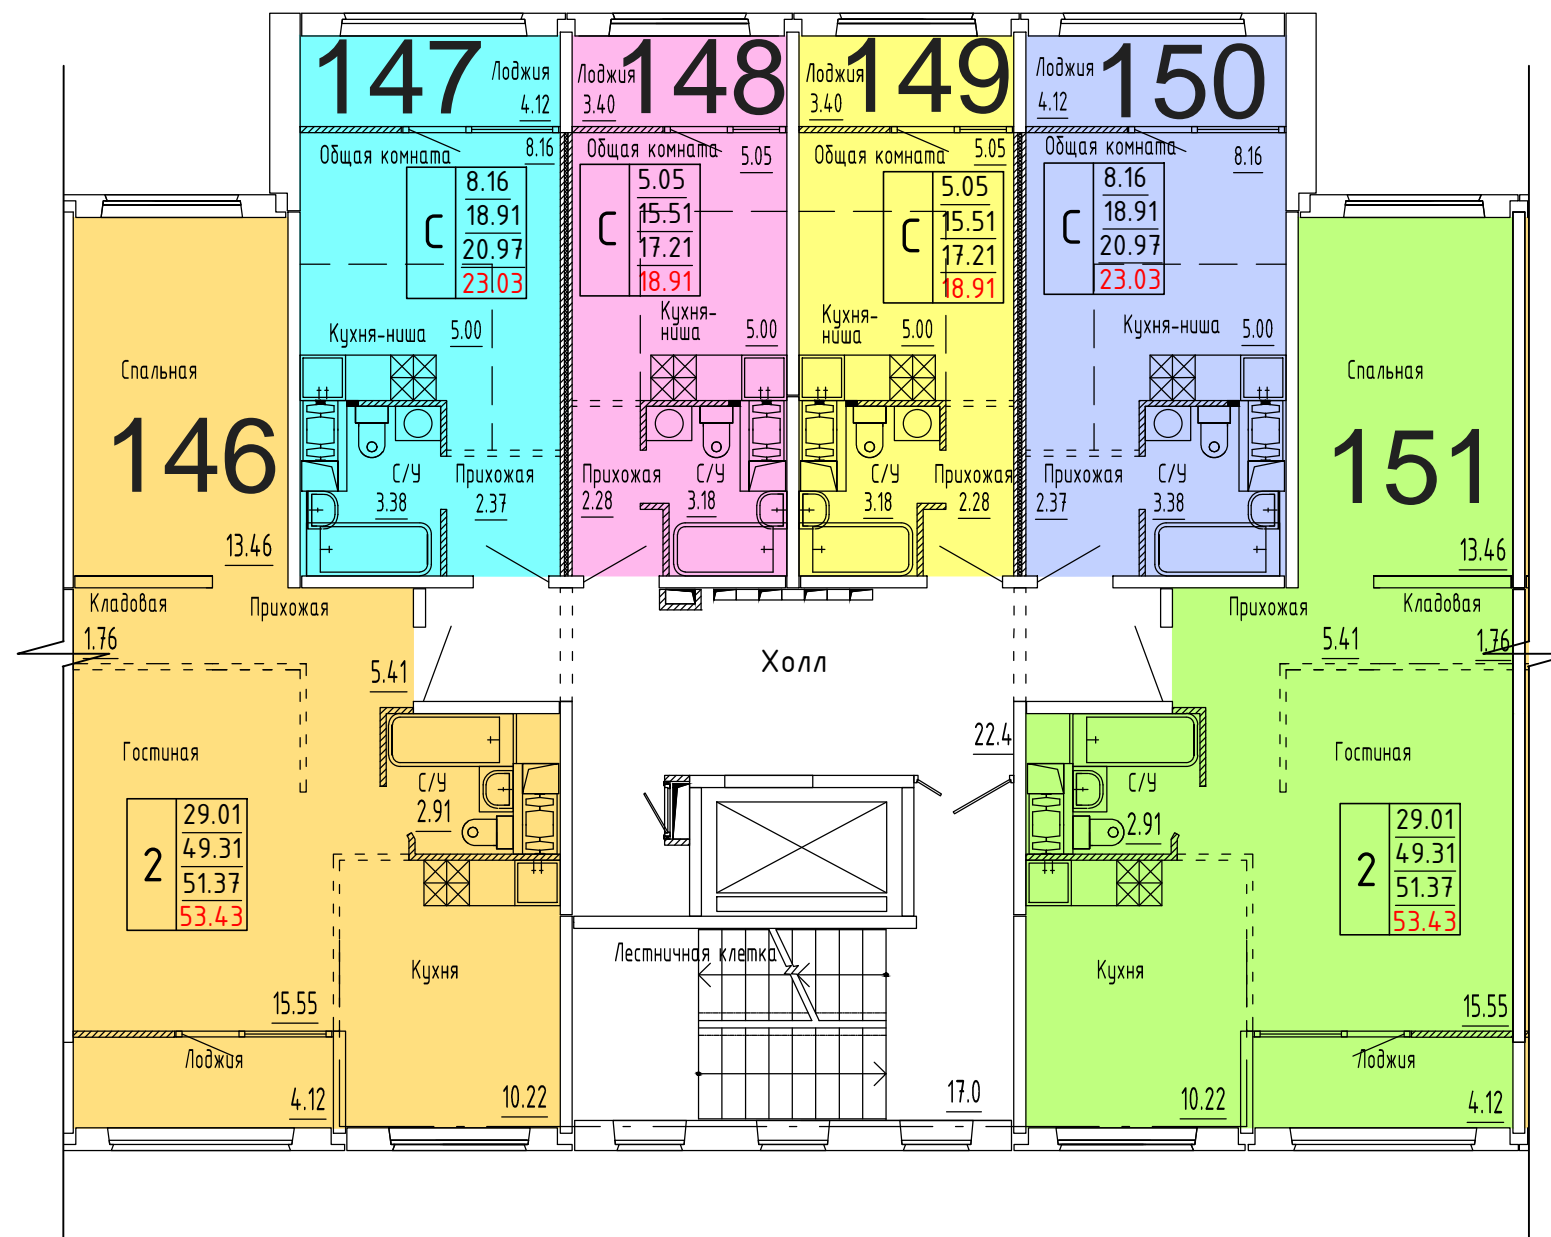 147
Лоджия
4.12
148
Лоджия
3.40
149
Лоджия
3.40
150
Лоджия
4.12
Общая комната
8.16
С
8.16
18.91
20.97
23.03
Кухня-ниша
5.00
С/У
3.38
Прихожая
2.37
Общая комната
5.05
С
5.05
15.51
17.21
18.91
Кухня-
ниша
5.00
Прихожая
2.28
С/У
3.18
Общая комната
5.05
С
5.05
15.51
17.21
18.91
Кухня-
ниша
5.00
С/У
3.18
Прихожая
2.28
Общая комната
8.16
С
8.16
18.91
20.97
23.03
Кухня-ниша
5.00
Прихожая
2.37
С/У
3.38
Спальная
146
13.46
Кладовая
1.76
Прихожая
5.41
Гостиная
С/У
2.91
2
29.01
49.31
51.37
53.43
15.55
Кухня
Лоджия
4.12
10.22
Холл
22.4
Лестничная клетка
17.0
Спальная
151
13.46
Прихожая
5.41
Кладовая
1.76
Гостиная
С/У
2.91
2
29.01
49.31
51.37
53.43
Кухня
15.55
Лоджия
10.22
4.12